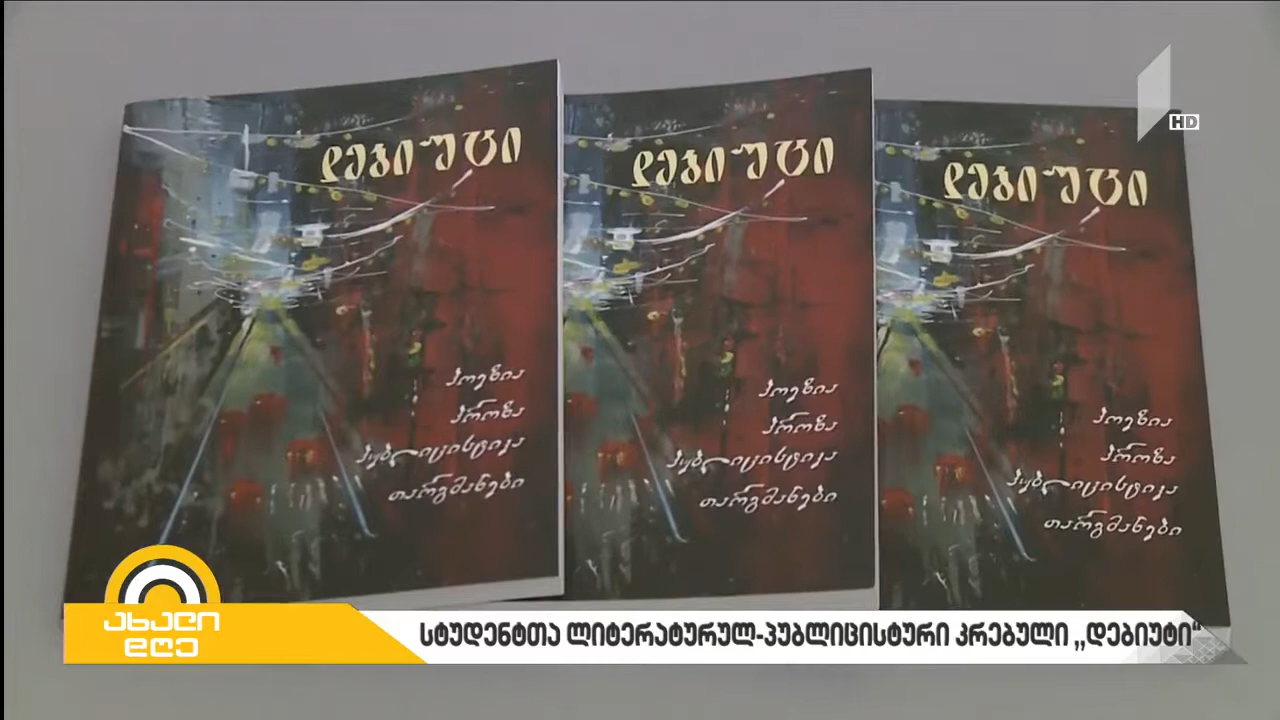 HD
დებიუტი
პოეზია
პროზა
პუბლიცისტიკა
თარგმანები
დებიუტი
პოეზია
პროზა
პუბლიცისტიკა
თარგმანები
დებიუტი
პოეზია
პროზა
პუბლიცისტიკა
თარგმანები
ახალი
დღე
სტუდენტთა ლიტერატურულ-პუბლიცისტური კრებული ,,დებიუტი“